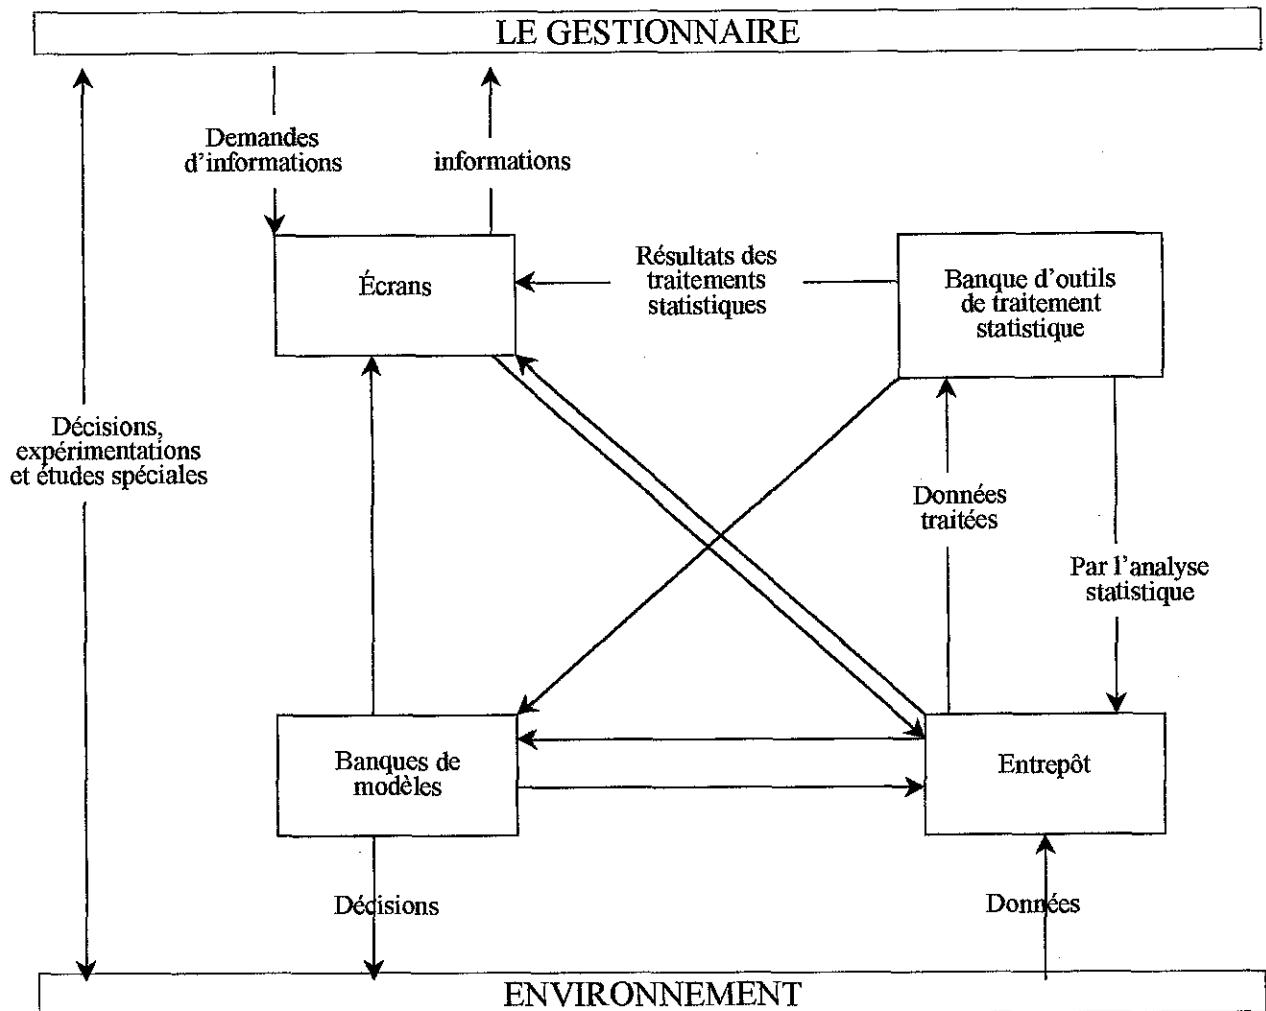 LE GESTIONNAIRE
Demandes
d'informations
informations
Écrans
Résultats des
traitements
statistiques
Banque d'outils
de traitement
statistique
Décisions,
expérimentations
et études spéciales
Données
traitées
Par l'analyse
statistique
Banques de
modèles
Entrepôt
Décisions
Données
ENVIRONNEMENT